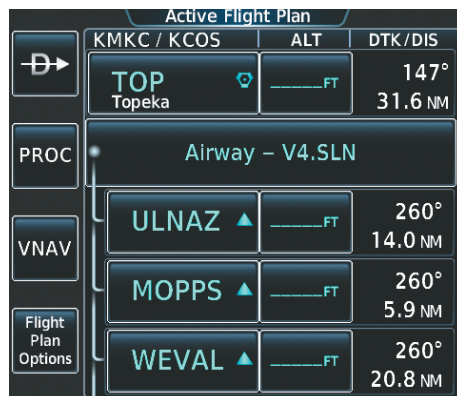 Active Flight Plan
KMKC / KCOS ALT DTK/DIS
D
TOP _____FT 147°
Topeka 31.6 NM
PROC Airway – V4.SLN
ULNAZ _____FT 260°
14.0 NM
VNAV
MOPPS _____FT 260°
5.9 NM
Flight
Plan
Options
WEVAL _____FT 260°
20.8 NM